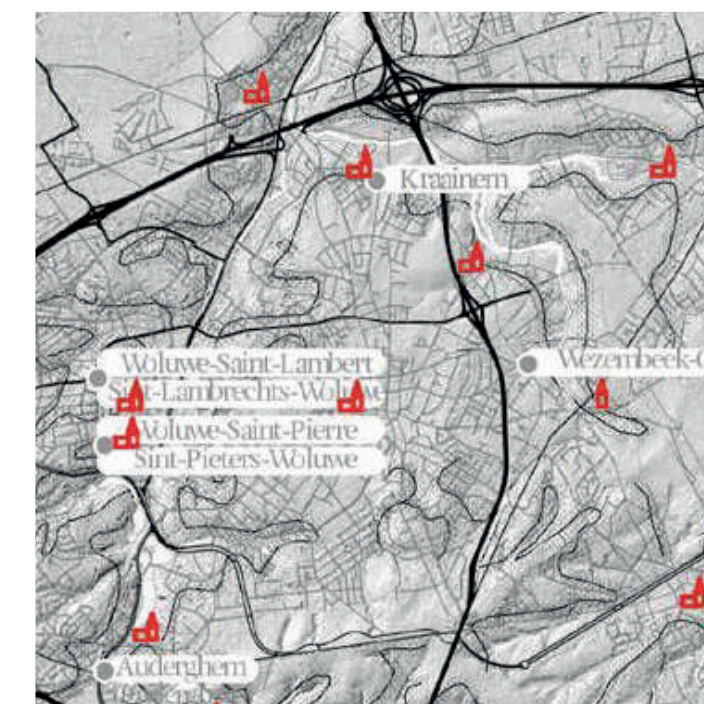 Kraainem
Woluwe-Saint-Lambert
Sint-Lambrechts-Woluwe
Wezembeek-O
Woluwe-Saint-Pierre
Sint-Pieters-Woluwe
Auderghem